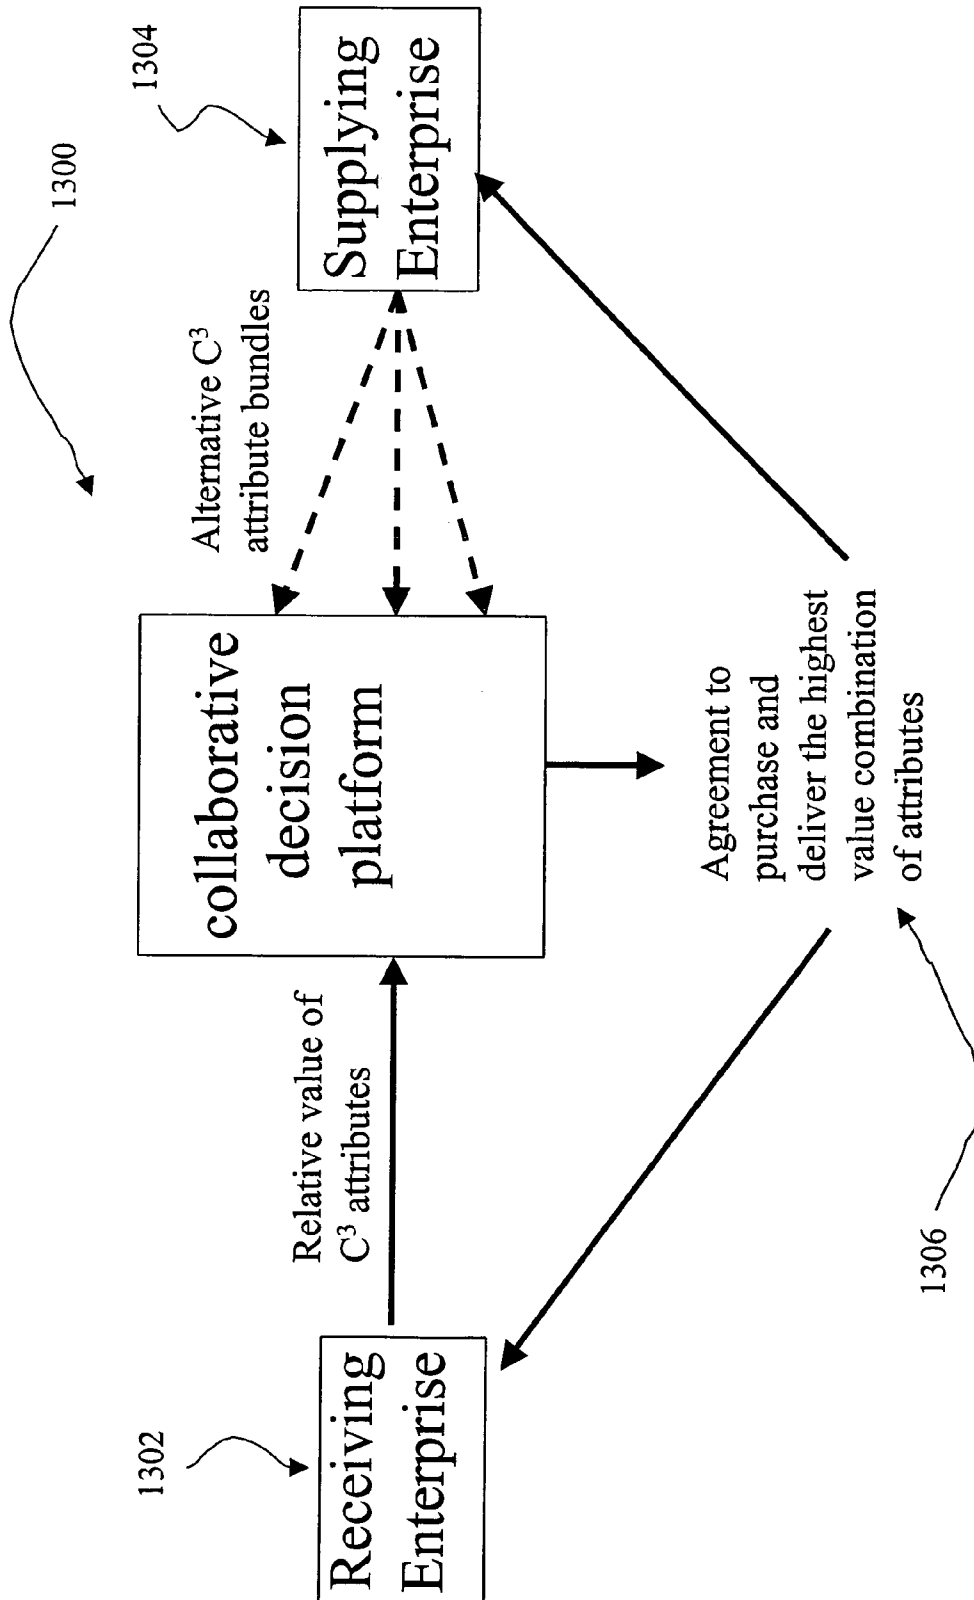 1300
1304
Supplying
Enterprise
Alternative C³
attribute bundles
collaborative
decision
platform
Relative value of
C³ attributes
1302
Receiving
Enterprise
Agreement to
purchase and
deliver the highest
value combination
of attributes
1306